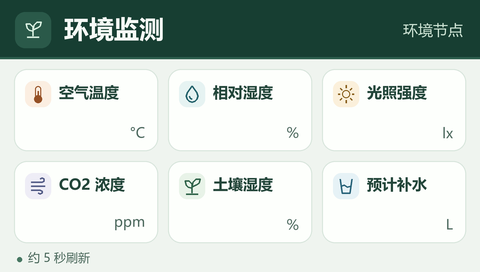 环境监测
环境节点
空气温度
°C
相对湿度
%
光照强度
lx
CO2 浓度
ppm
土壤湿度
%
预计补水
L
约 5 秒刷新